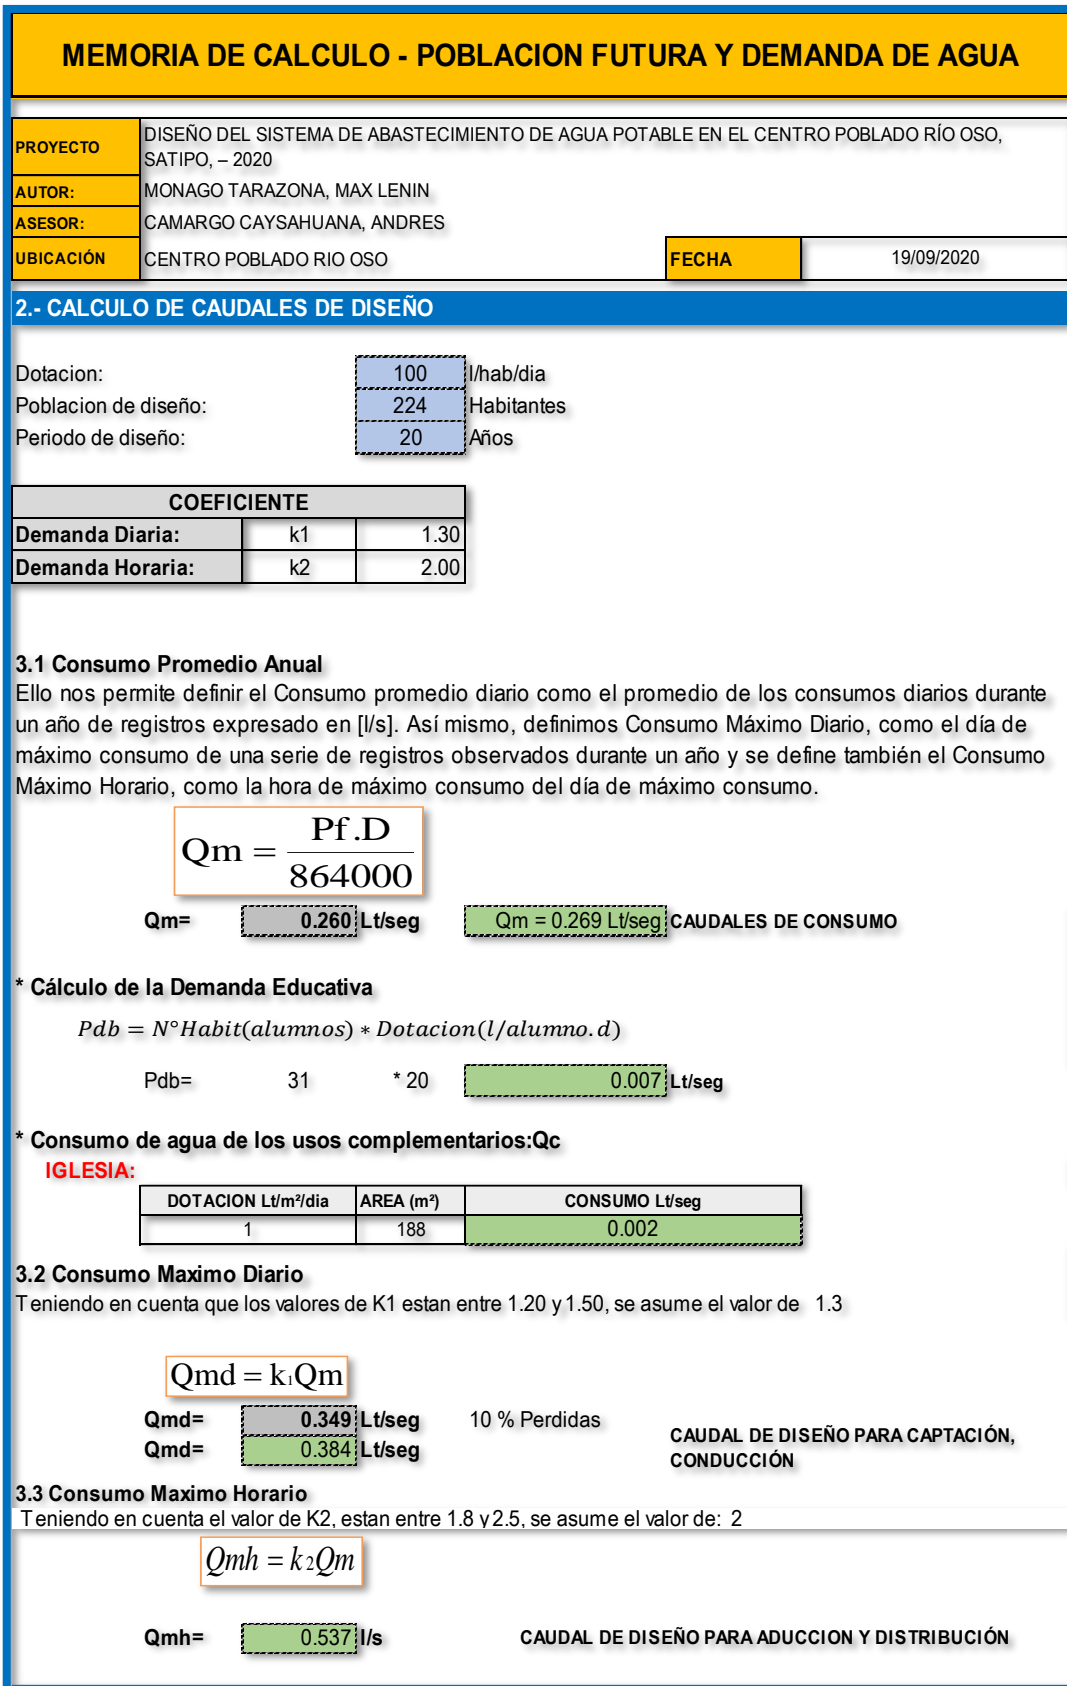 MEMORIA DE CALCULO - POBLACION FUTURA Y DEMANDA DE AGUA
PROYECTO DISEÑO DEL SISTEMA DE ABASTECIMIENTO DE AGUA POTABLE EN EL CENTRO POBLADO RÍO OSO,
SATIPO, – 2020
AUTOR: MONAGO TARAZONA, MAX LENIN
ASESOR: CAMARGO CAYSAHUANA, ANDRES
UBICACIÓN CENTRO POBLADO RIO OSO FECHA 19/09/2020
2.- CALCULO DE CAUDALES DE DISEÑO
Dotacion: 100 l/hab/dia
Poblacion de diseño: 224 Habitantes
Periodo de diseño: 20 Años
COEFICIENTE
Demanda Diaria: k1 1.30
Demanda Horaria: k2 2.00
3.1 Consumo Promedio Anual
Ello nos permite definir el Consumo promedio diario como el promedio de los consumos diarios durante
un año de registros expresado en [l/s]. Así mismo, definimos Consumo Máximo Diario, como el día de
máximo consumo de una serie de registros observados durante un año y se define también el Consumo
Máximo Horario, como la hora de máximo consumo del día de máximo consumo.
Qm = Pf.D / 864000
Qm= 0.260 Lt/seg Qm = 0.269 Lt/seg CAUDALES DE CONSUMO
* Cálculo de la Demanda Educativa
Pdb = N°Habit(alumnos) * Dotacion(l/alumno.d)
Pdb= 31 * 20 0.007 Lt/seg
* Consumo de agua de los usos complementarios:Qc
IGLESIA:
DOTACION Lt/m²/dia AREA (m²) CONSUMO Lt/seg
1 188 0.002
3.2 Consumo Maximo Diario
Teniendo en cuenta que los valores de K1 estan entre 1.20 y 1.50, se asume el valor de 1.3
Qmd = k₁Qm
Qmd= 0.349 Lt/seg 10 % Perdidas
Qmd= 0.384 Lt/seg CAUDAL DE DISEÑO PARA CAPTACIÓN,
CONDUCCIÓN
3.3 Consumo Maximo Horario
Teniendo en cuenta el valor de K2, estan entre 1.8 y 2.5, se asume el valor de: 2
Qmh = k₂Qm
Qmh= 0.537 l/s CAUDAL DE DISEÑO PARA ADUCCION Y DISTRIBUCIÓN